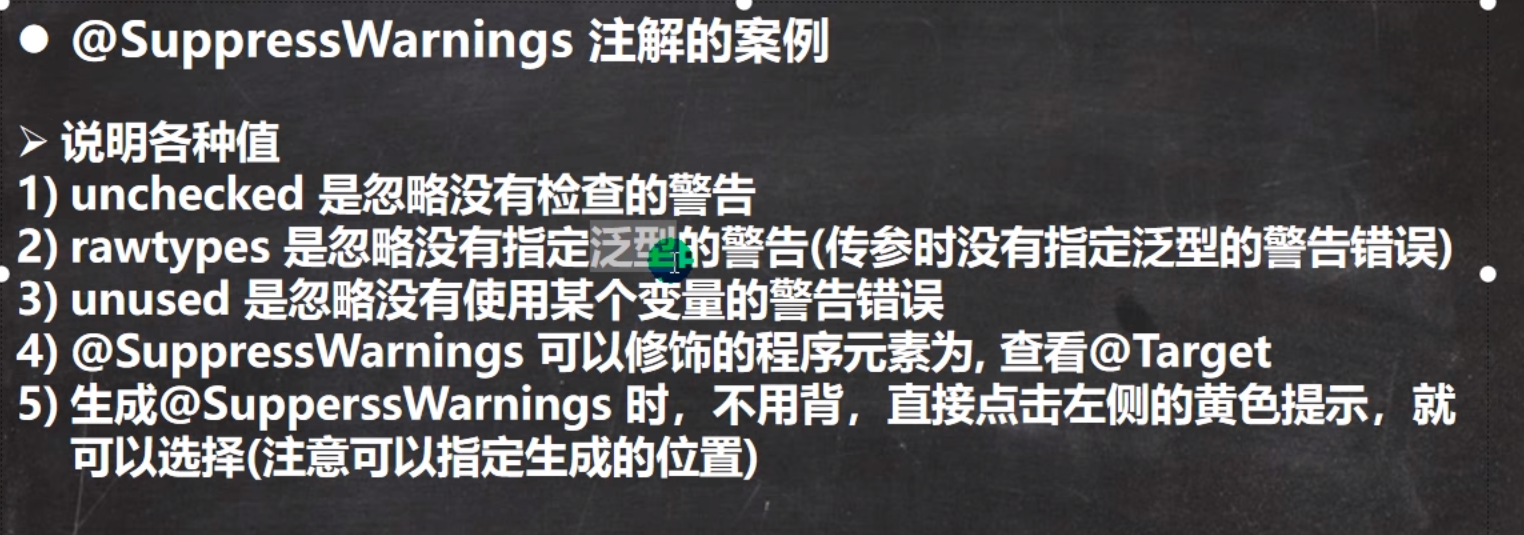 ● @SuppressWarnings 注解的案例
➢ 说明各种值
1) unchecked 是忽略没有检查的警告
2) rawtypes 是忽略没有指定泛型的警告(传参时没有指定泛型的警告错误)
3) unused 是忽略没有使用某个变量的警告错误
4) @SuppressWarnings 可以修饰的程序元素为, 查看@Target
5) 生成@SupperssWarnings 时，不用背，直接点击左侧的黄色提示，就
可以选择(注意可以指定生成的位置)